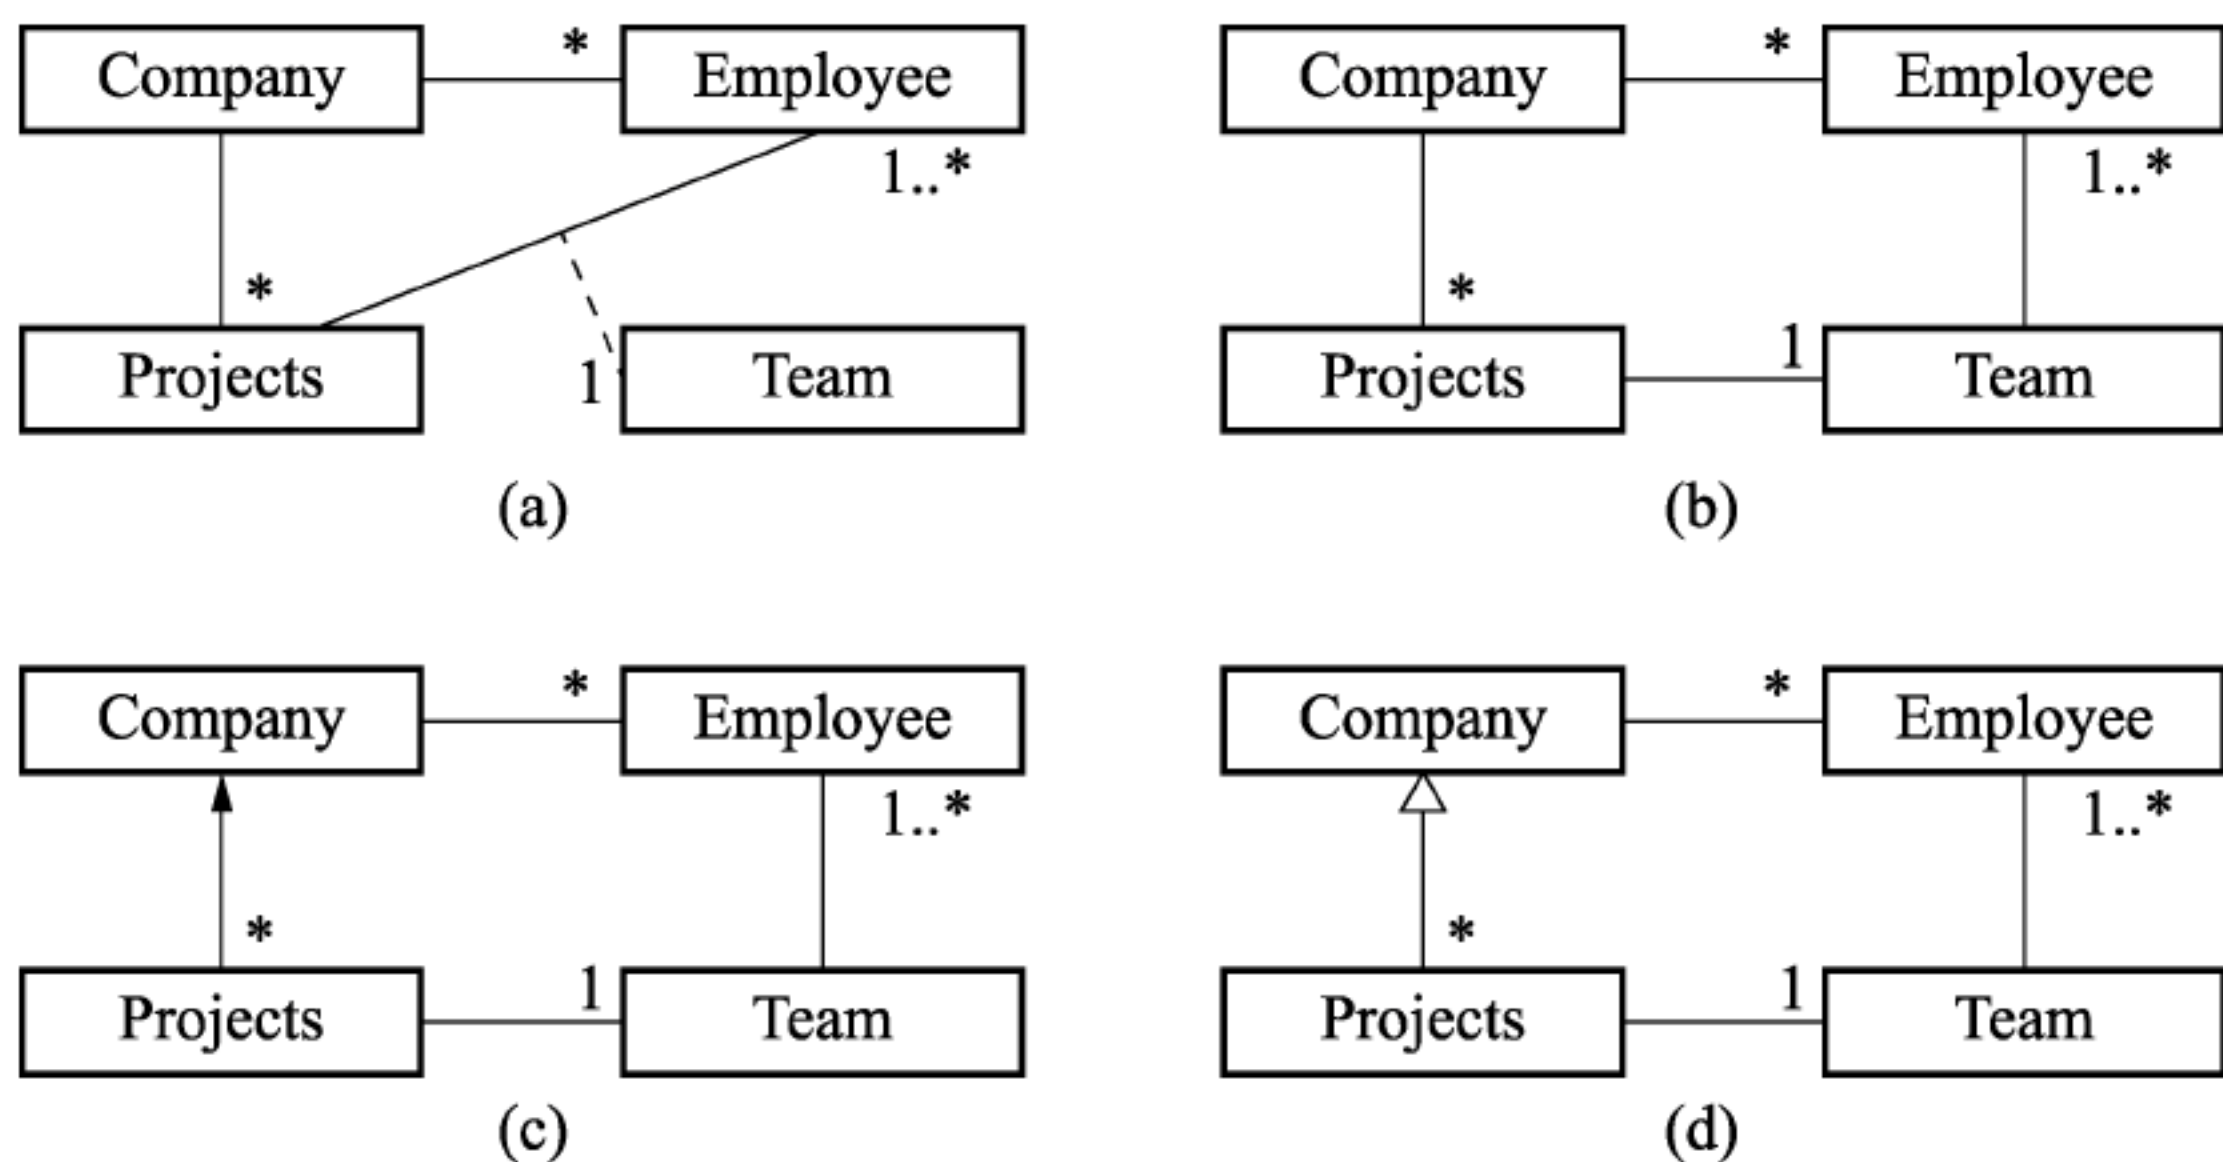 Company * Employee
1..*
*
Projects 1 Team
(a)
Company * Employee
1..*
*
Projects 1 Team
(b)
Company * Employee
1..*
*
Projects 1 Team
(c)
Company * Employee
1..*
*
Projects 1 Team
(d)